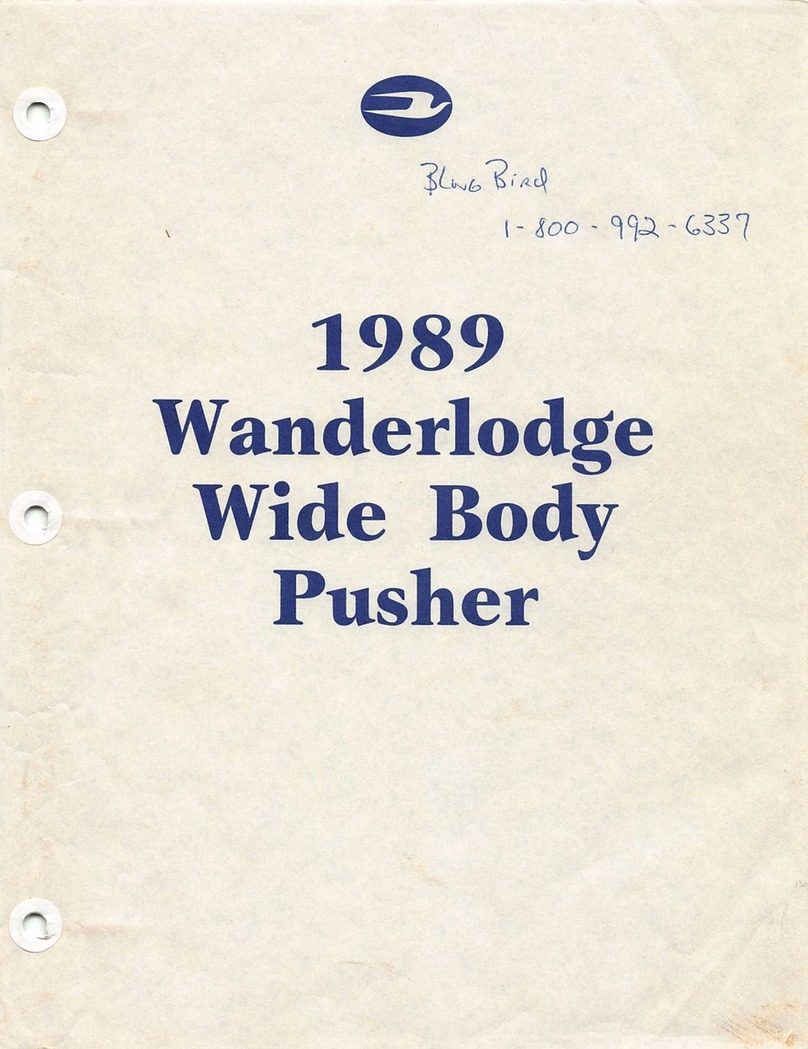 Blue Bird
1-800-992-6337
1989
Wanderlodge
Wide Body
Pusher